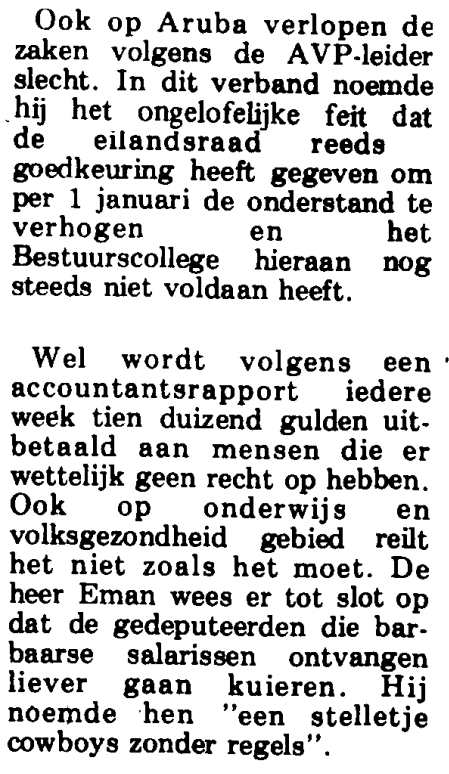 Ook op Aruba verlopen de
zaken volgens de AVP-leider
slecht. In dit verband noemde
hij het ongelofelijke feit dat
de eilandsraad reeds
goedkeuring heeft gegeven om
per 1 januari de onderstand te
verhogen en het
Bestuurscollege hieraan nog
steeds niet voldaan heeft.

Wel wordt volgens een
accountantsrapport iedere
week tien duizend gulden uit-
betaald aan mensen die er
wettelijk geen recht op hebben.
Ook op onderwijs en
volksgezondheid gebied reilt
het niet zoals het moet. De
heer Eman wees er tot slot op
dat de gedeputeerden die bar-
baarse salarissen ontvangen
liever gaan kuieren. Hij
noemde hen "een stelletje
cowboys zonder regels".